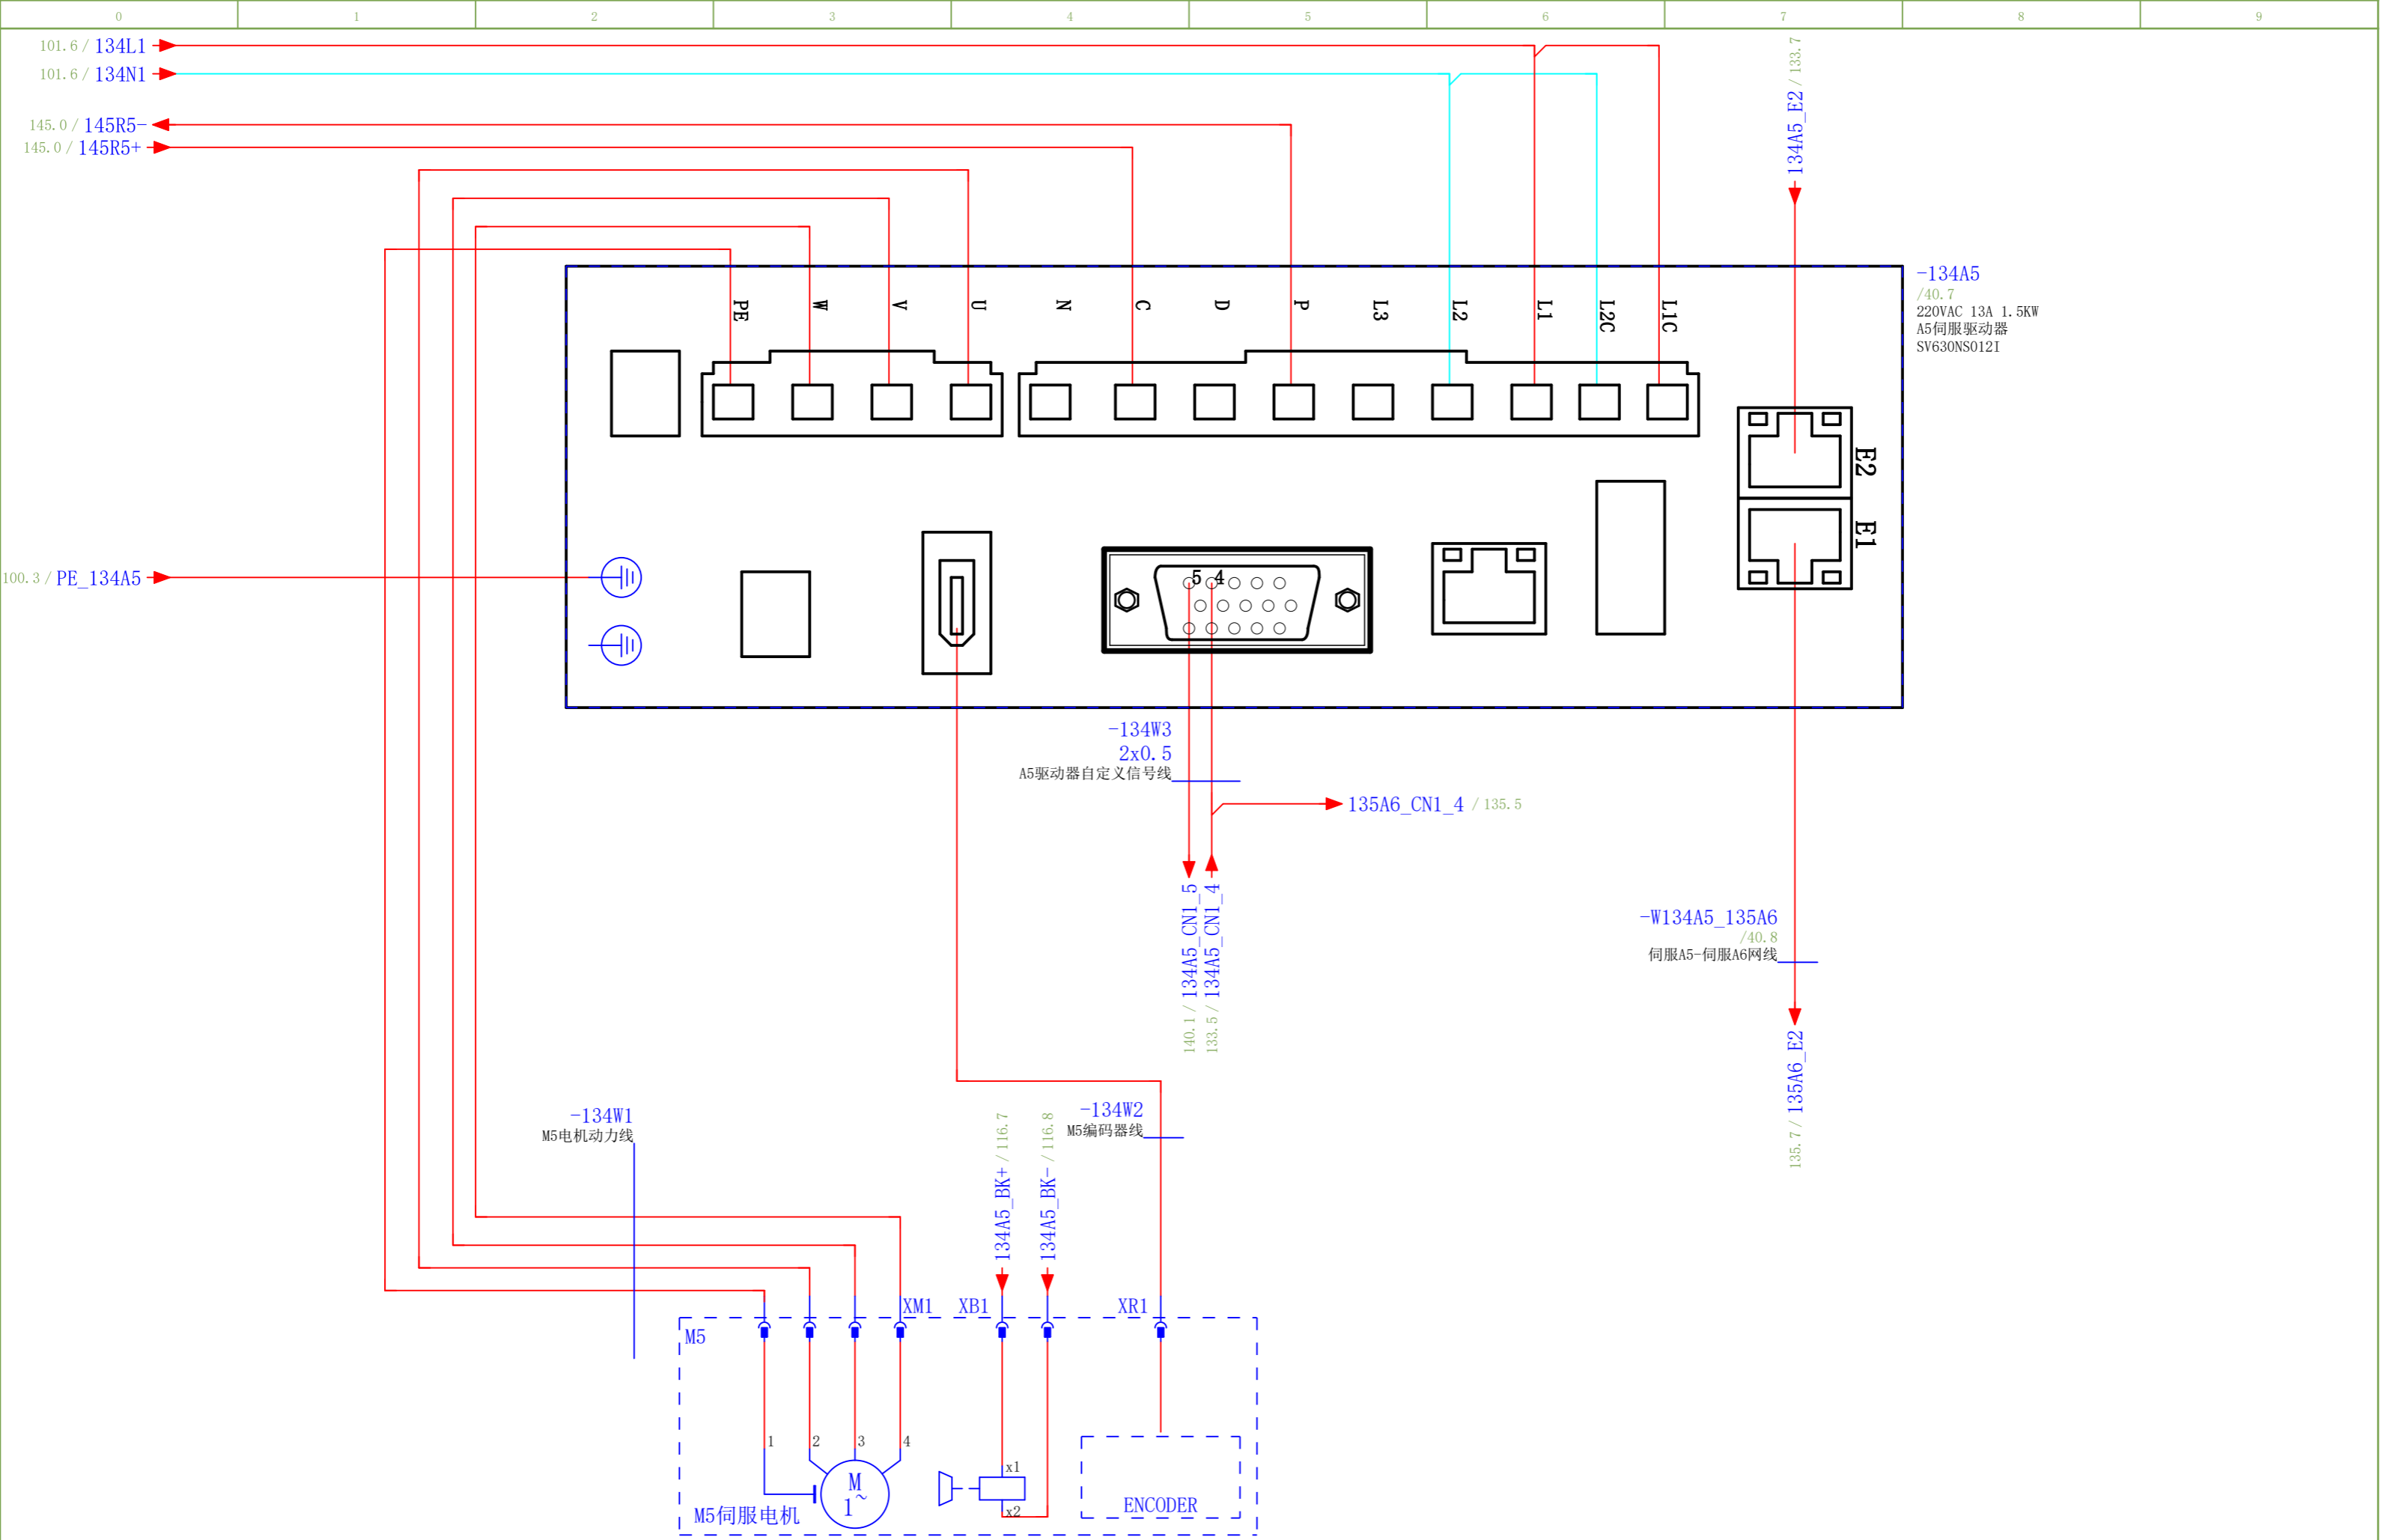 0 1 2 3 4 5 6 7 8 9
101.6 / 134L1
101.6 / 134N1
145.0 / 145R5-
145.0 / 145R5+
134A5_E2 / 133.7
-134A5
/40.7
220VAC 13A 1.5KW
A5伺服驱动器
SV630NS012I
PE W V U N C D P L3 L2 L1 L2C L1C
E2
E1
100.3 / PE_134A5
5 4
-134W3
2x0.5
A5驱动器自定义信号线
135A6_CN1_4 / 135.5
140.1 / 134A5_CN1_5
133.5 / 134A5_CN1_4
-W134A5_135A6
/40.8
伺服A5-伺服A6网线
135.7 / 135A6_E2
-134W1
M5电机动力线
134A5_BK+ / 116.7
134A5_BK- / 116.8
-134W2
M5编码器线
XM1 XB1 XR1
M5
1 2 3 4
M
1~
x1
x2
ENCODER
M5伺服电机